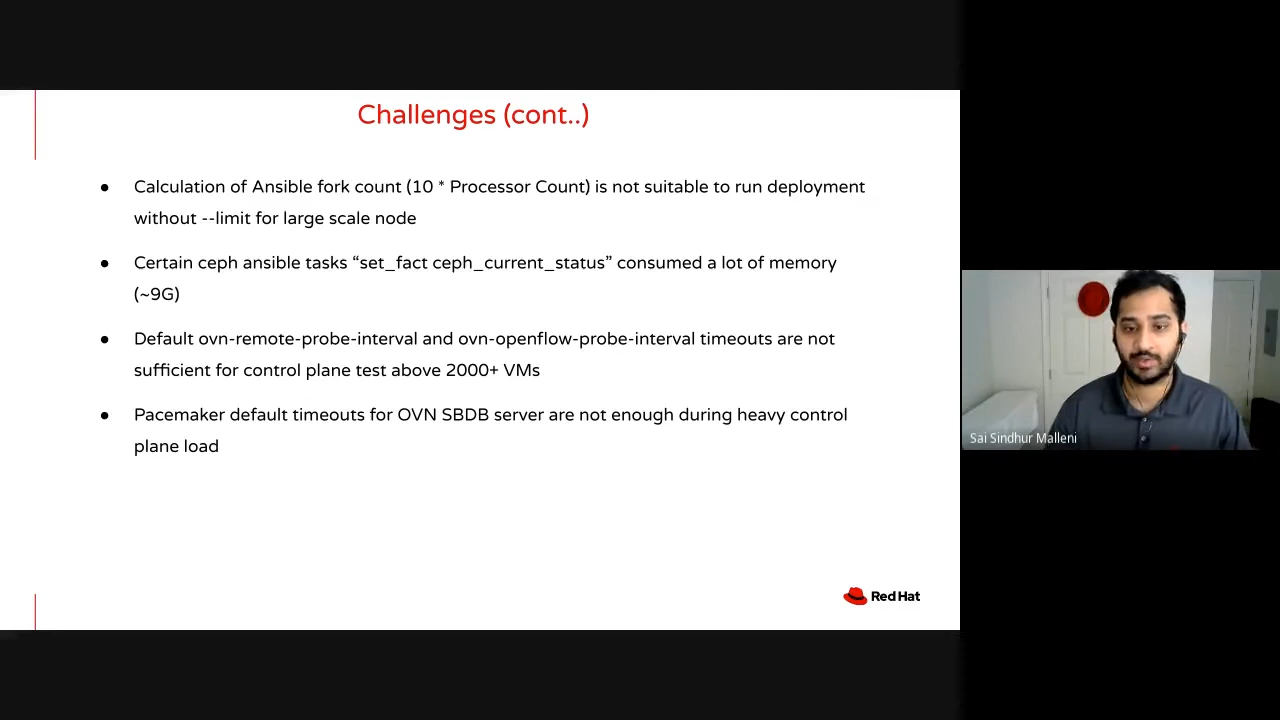 Challenges (cont..)
● Calculation of Ansible fork count (10 * Processor Count) is not suitable to run deployment
without --limit for large scale node
● Certain ceph ansible tasks “set_fact ceph_current_status” consumed a lot of memory
(~9G)
● Default ovn-remote-probe-interval and ovn-openflow-probe-interval timeouts are not
sufficient for control plane test above 2000+ VMs
● Pacemaker default timeouts for OVN SBDB server are not enough during heavy control
plane load
Red Hat
Sai Sindhur Malleni